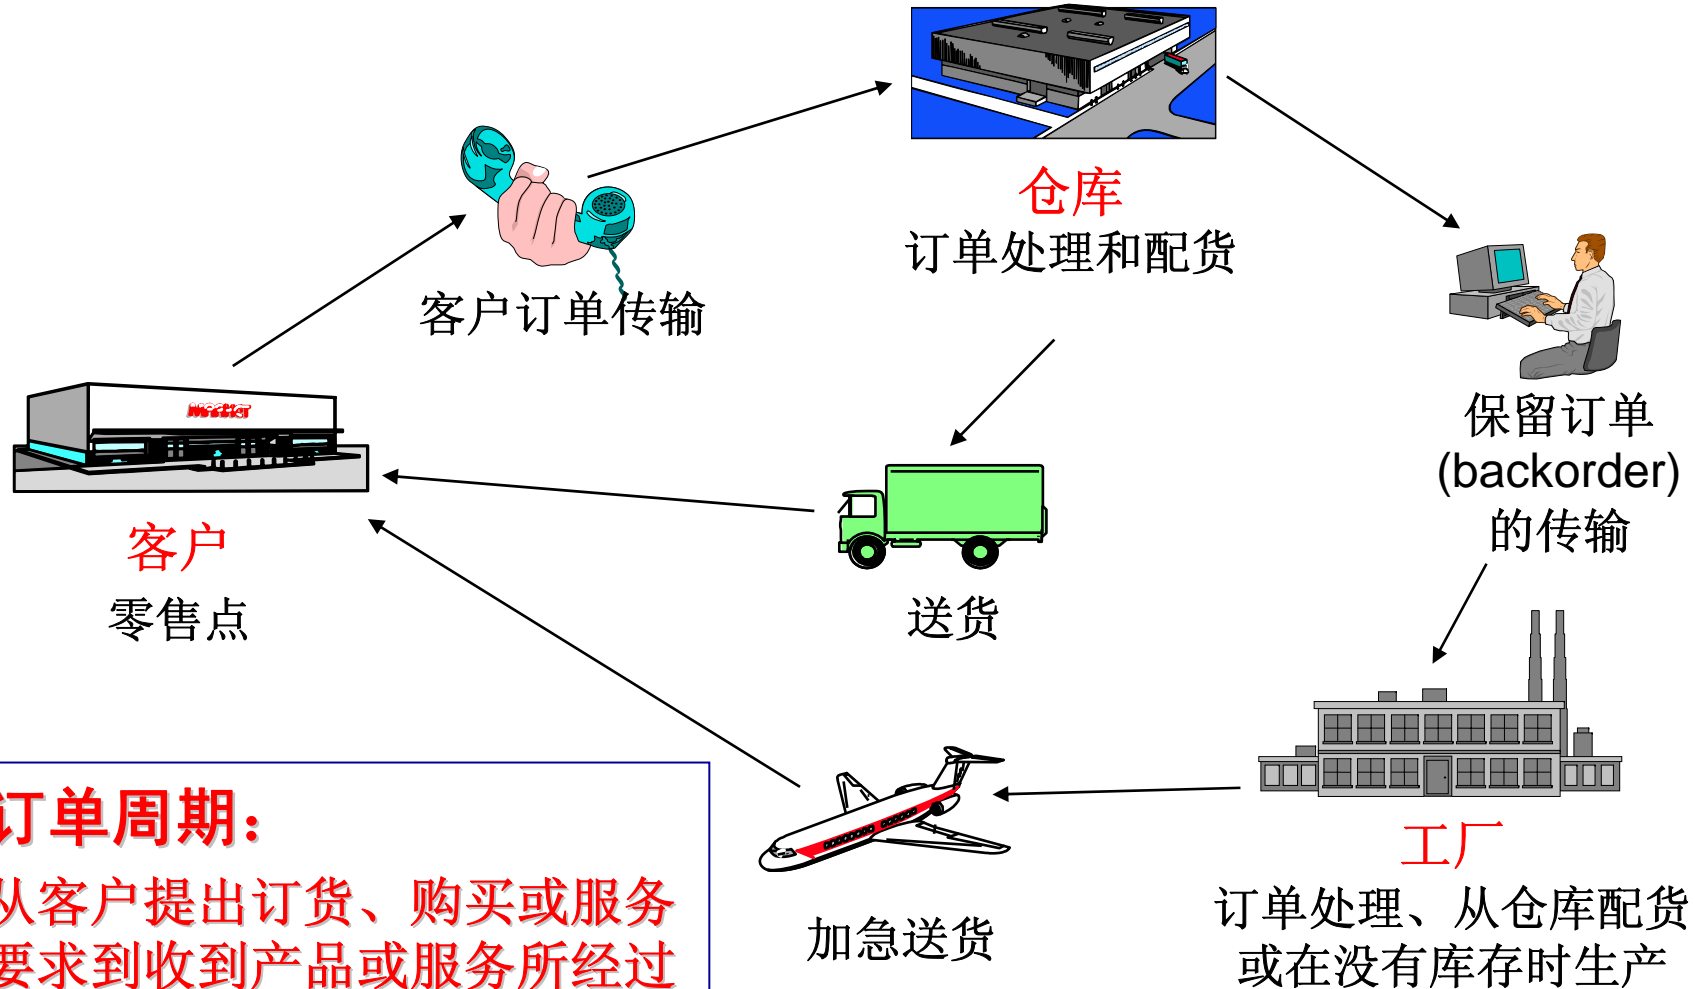 仓库
订单处理和配货
客户订单传输
保留订单
(backorder)
的传输
客户
零售点
送货
工厂
订单处理、从仓库配货
或在没有库存时生产
加急送货
订单周期：
从客户提出订货、购买或服务
要求到收到产品或服务所经过